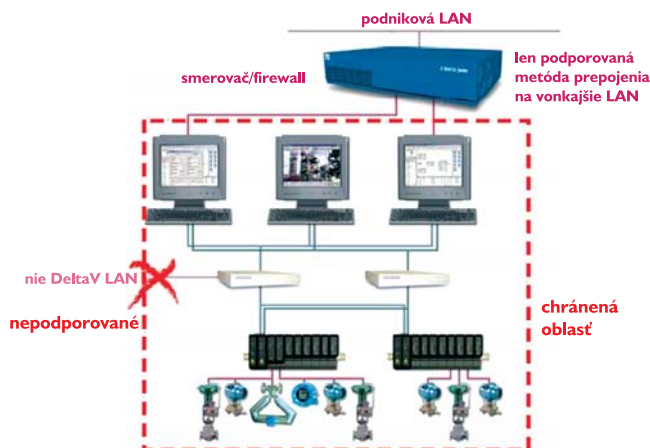 podniková LAN
smerovač/firewall
len podporovaná
metóda prepojenia
na vonkajšie LAN
nie DeltaV LAN
nepodporované
chránená
oblasť